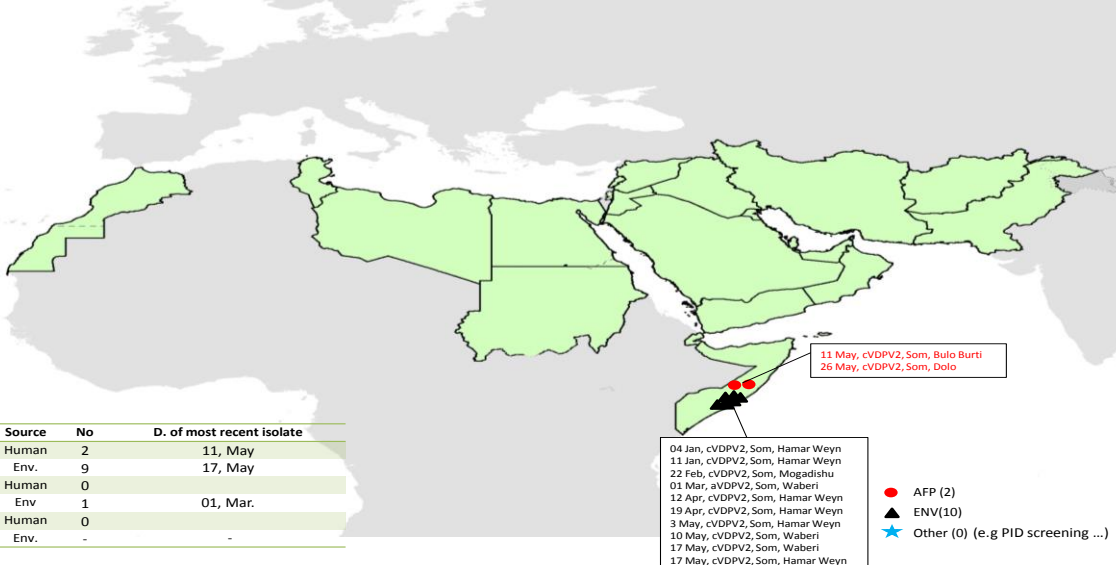 11 May, cVDPV2, Som, Bulo Burti
26 May, cVDPV2, Som, Dolo
Source No D. of most recent isolate
Human 2 11, May
Env. 9 17, May
Human 0
Env 1 01, Mar.
Human 0
Env. - -
04 Jan, cVDPV2, Som, Hamar Weyn
11 Jan, cVDPV2, Som, Hamar Weyn
22 Feb, cVDPV2, Som, Mogadishu
01 Mar, aVDPV2, Som, Waberi
12 Apr, cVDPV2, Som, Hamar Weyn
19 Apr, cVDPV2, Som, Hamar Weyn
3 May, cVDPV2, Som, Hamar Weyn
10 May, cVDPV2, Som, Waberi
17 May, cVDPV2, Som, Waberi
17 May, cVDPV2, Som, Hamar Weyn
AFP (2)
ENV(10)
Other (0) (e.g PID screening ...)